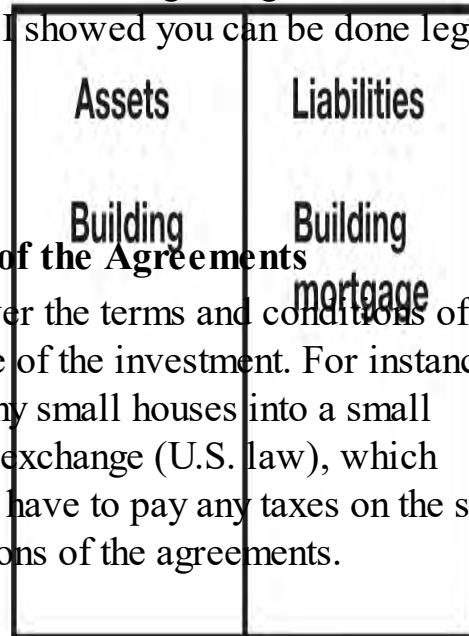 I showed you can be done leg
Assets Liabilities
Building Building
of the Agreements
mortgage
er the terms and conditions of
e of the investment. For instanc
ny small houses into a small
exchange (U.S. law), which
have to pay any taxes on the s
ons of the agreements.